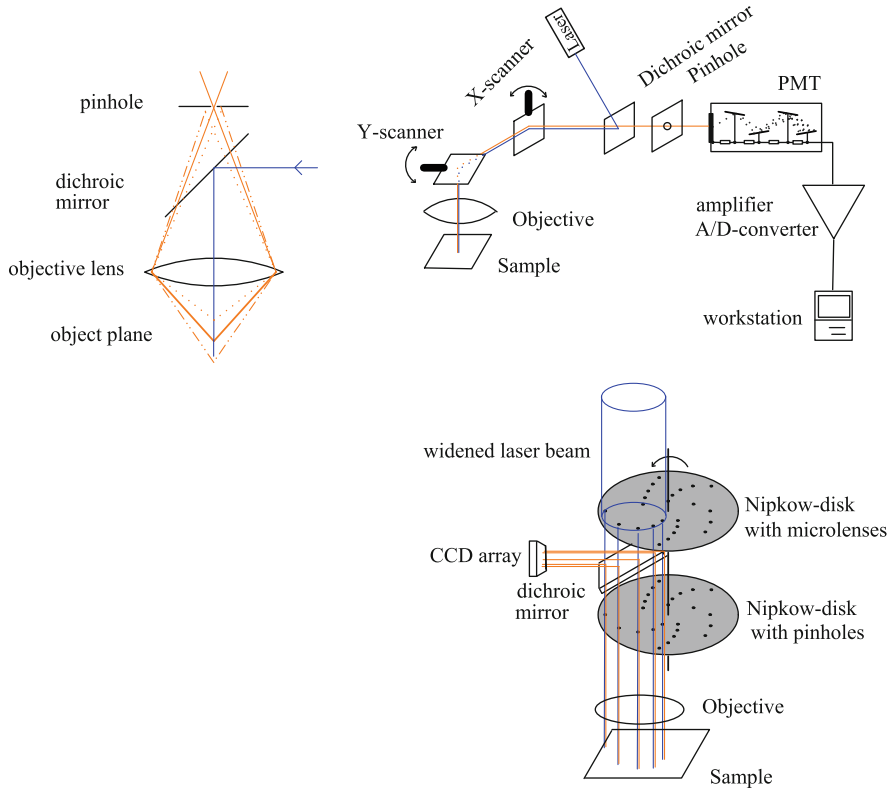 pinhole
dichroic
mirror
objective lens
object plane
Laser
X-scanner
Dichroic mirror
Pinhole
PMT
Y-scanner
Objective
Sample
amplifier
A/D-converter
workstation
widened laser beam
Nipkow-disk
with microlenses
CCD array
dichroic
mirror
Nipkow-disk
with pinholes
Objective
Sample